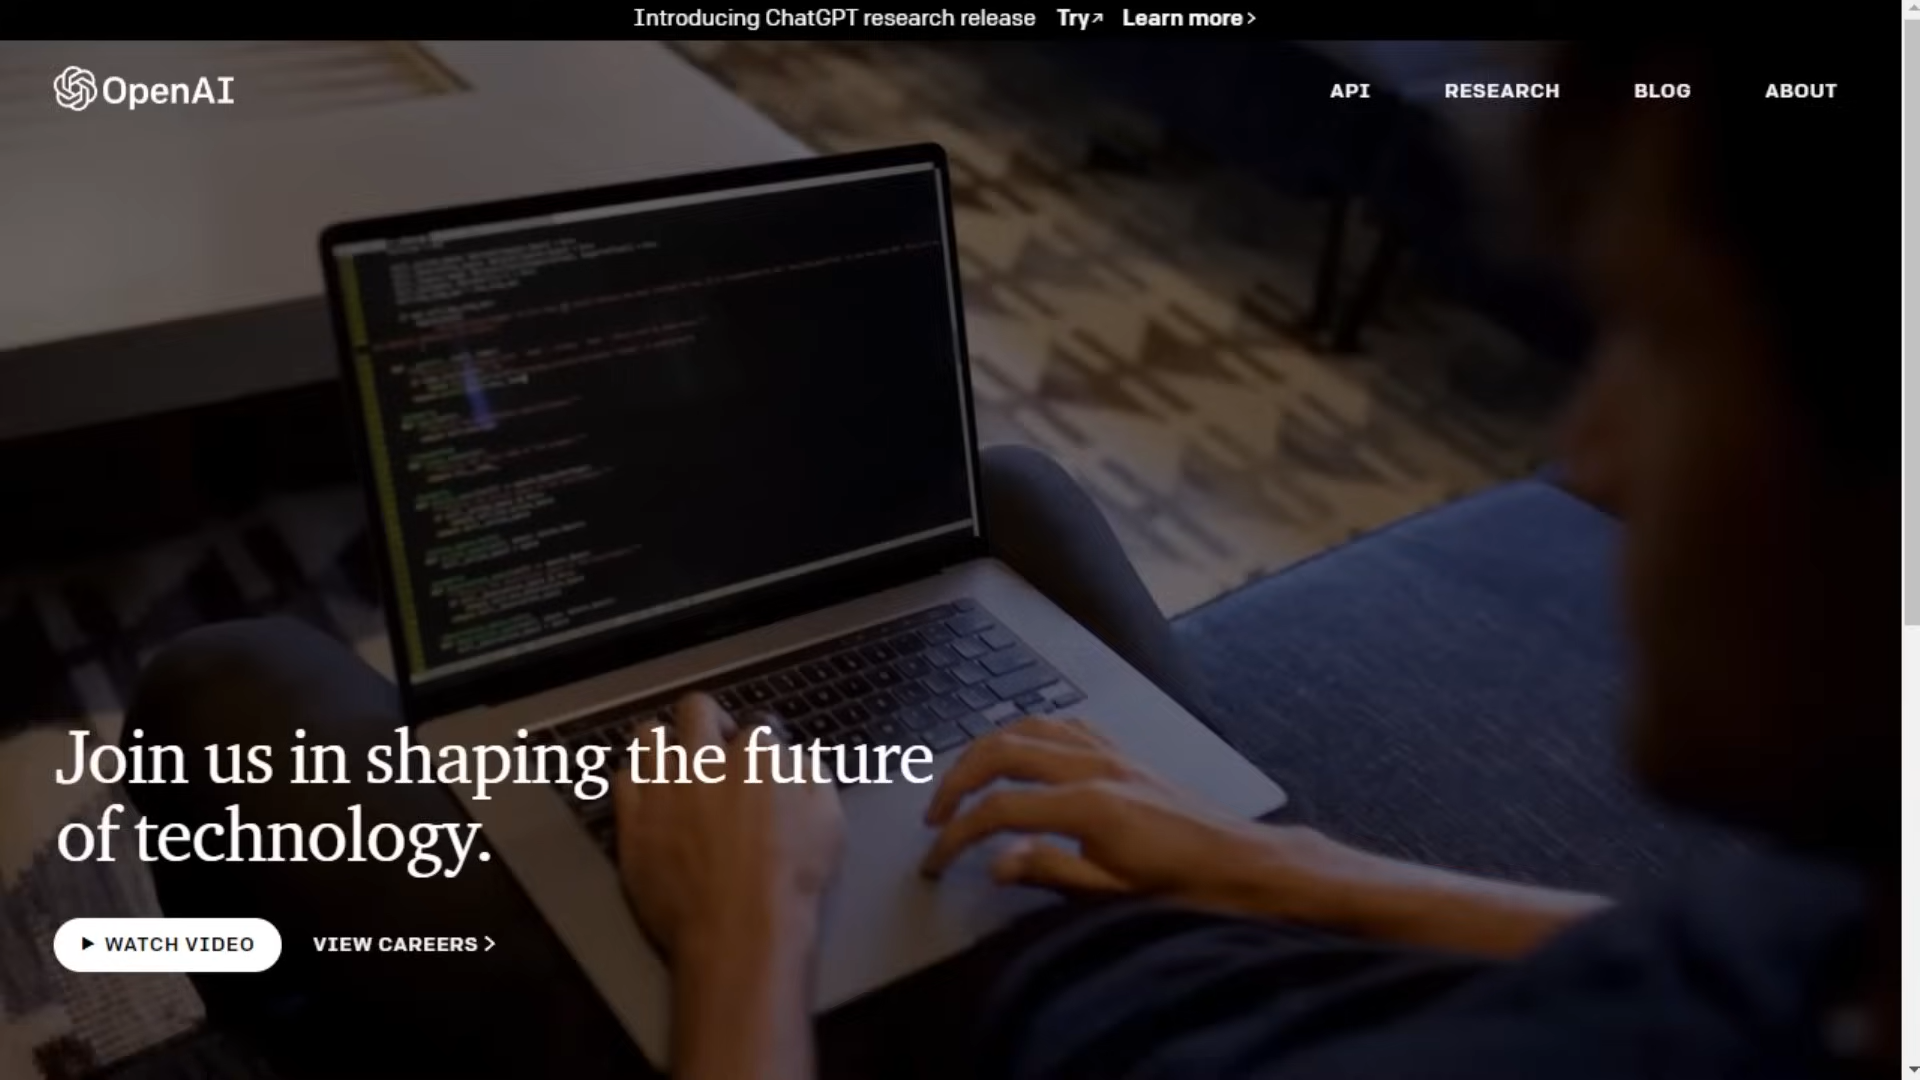 Introducing ChatGPT research release Try↗ Learn more >
OpenAI
API RESEARCH BLOG ABOUT
Join us in shaping the future
of technology.
WATCH VIDEO VIEW CAREERS >